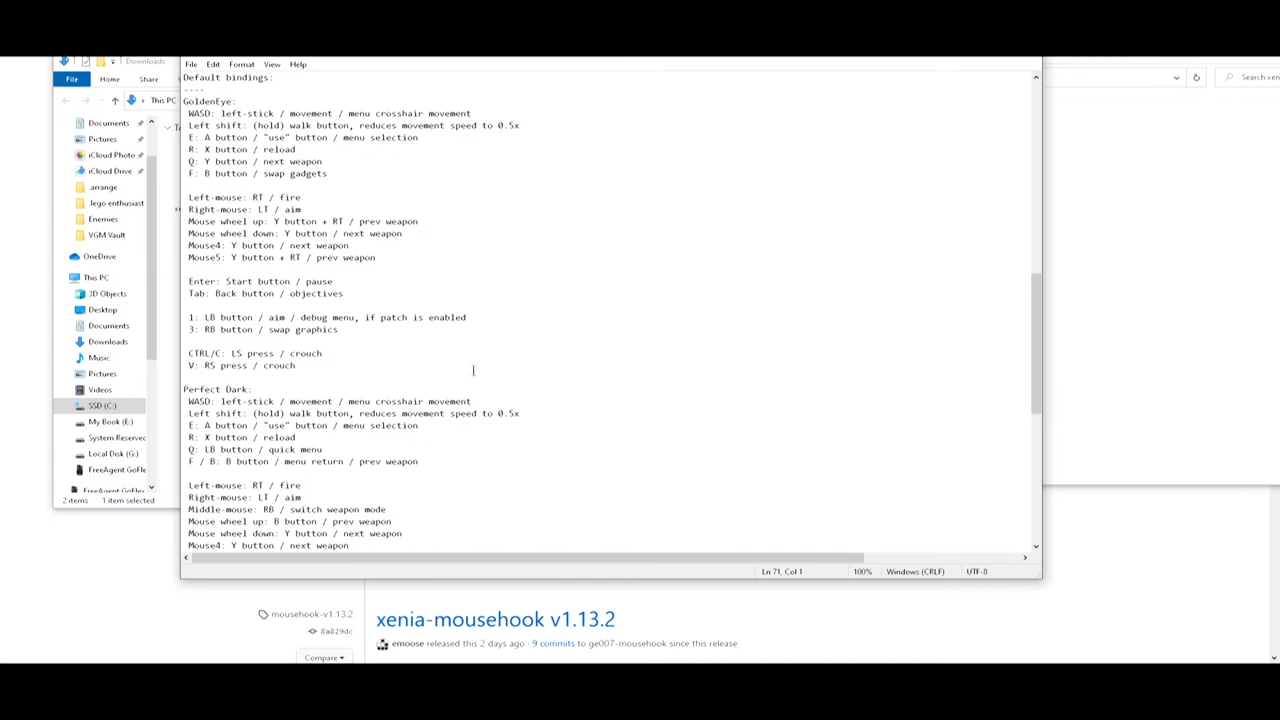 Downloads
File
Home
Share
This PC
Documents
Pictures
iCloud Photo
iCloud Drive
.arrange
.lego enthusiast
Enemies
VGM Vault
OneDrive
This PC
3D Objects
Desktop
Documents
Downloads
Music
Pictures
Videos
SSD (C:)
My Book (E:)
System Reserved
Local Disk (G:)
FreeAgent GoFle
FreeAgent GoFlex
2 items 1 item selected
File Edit Format View Help
Default bindings:
----
GoldenEye:
WASD: left-stick / movement / menu crosshair movement
Left shift: (hold) walk button, reduces movement speed to 0.5x
E: A button / "use" button / menu selection
R: X button / reload
Q: Y button / next weapon
F: B button / swap gadgets
Left-mouse: RT / fire
Right-mouse: LT / aim
Mouse wheel up: Y button + RT / prev weapon
Mouse wheel down: Y button / next weapon
Mouse4: Y button / next weapon
Mouse5: Y button + RT / prev weapon
Enter: Start button / pause
Tab: Back button / objectives
1: LB button / aim / debug menu, if patch is enabled
3: RB button / swap graphics
CTRL/C: LS press / crouch
V: RS press / crouch
Perfect Dark:
WASD: left-stick / movement / menu crosshair movement
Left shift: (hold) walk button, reduces movement speed to 0.5x
E: A button / "use" button / menu selection
R: X button / reload
Q: LB button / quick menu
F / B: B button / menu return / prev weapon
Left-mouse: RT / fire
Right-mouse: LT / aim
Middle-mouse: RB / switch weapon mode
Mouse wheel up: B button / prev weapon
Mouse wheel down: Y button / next weapon
Mouse4: Y button / next weapon
Ln 71, Col 1 100% Windows (CRLF) UTF-8
Search xen
mousehook-v1.13.2
8a829dc
Compare
xenia-mousehook v1.13.2
emoose released this 2 days ago · 9 commits to ge007-mousehook since this release